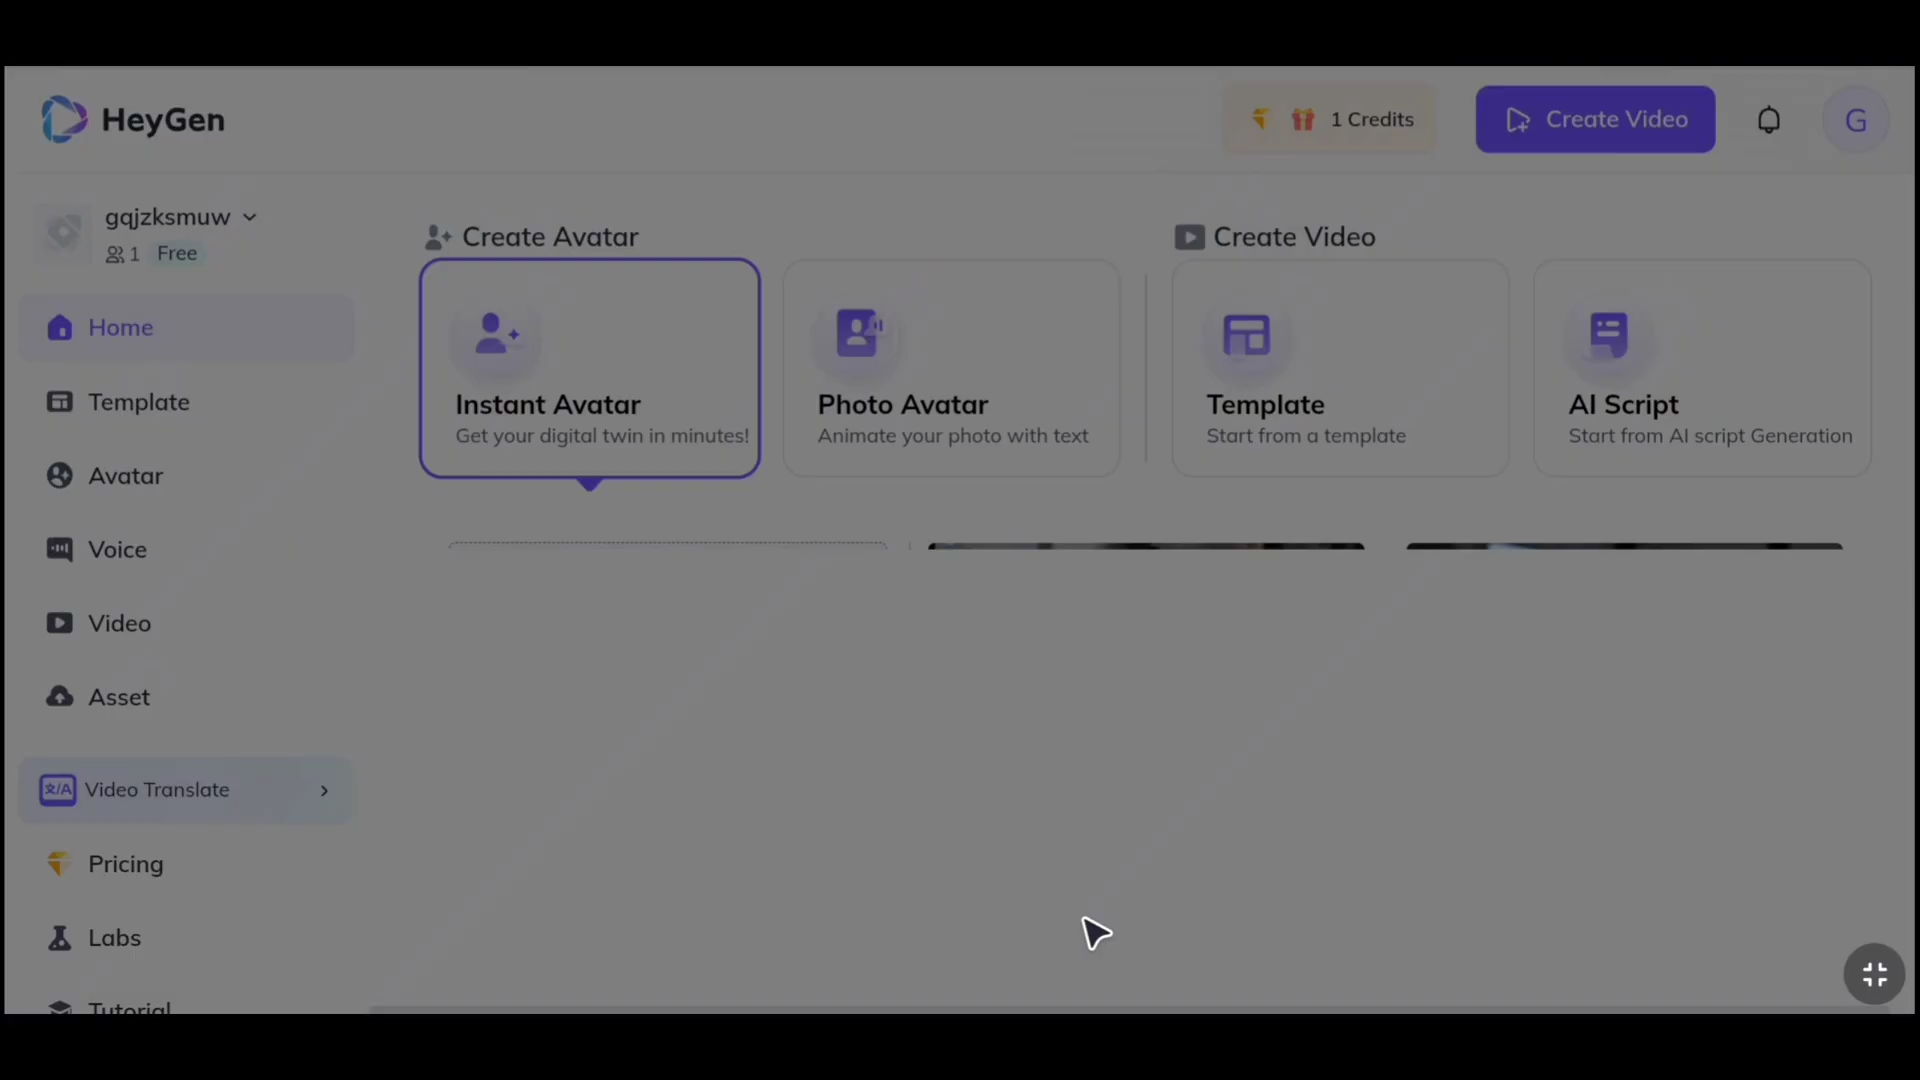 HeyGen
1 Credits
Create Video
G
gqjzksmuw
1 Free
Home
Template
Avatar
Voice
Video
Asset
文/A Video Translate
Pricing
Labs
Tutorial
Create Avatar
Instant Avatar
Get your digital twin in minutes!
Photo Avatar
Animate your photo with text
Create Video
Template
Start from a template
AI Script
Start from AI script Generation